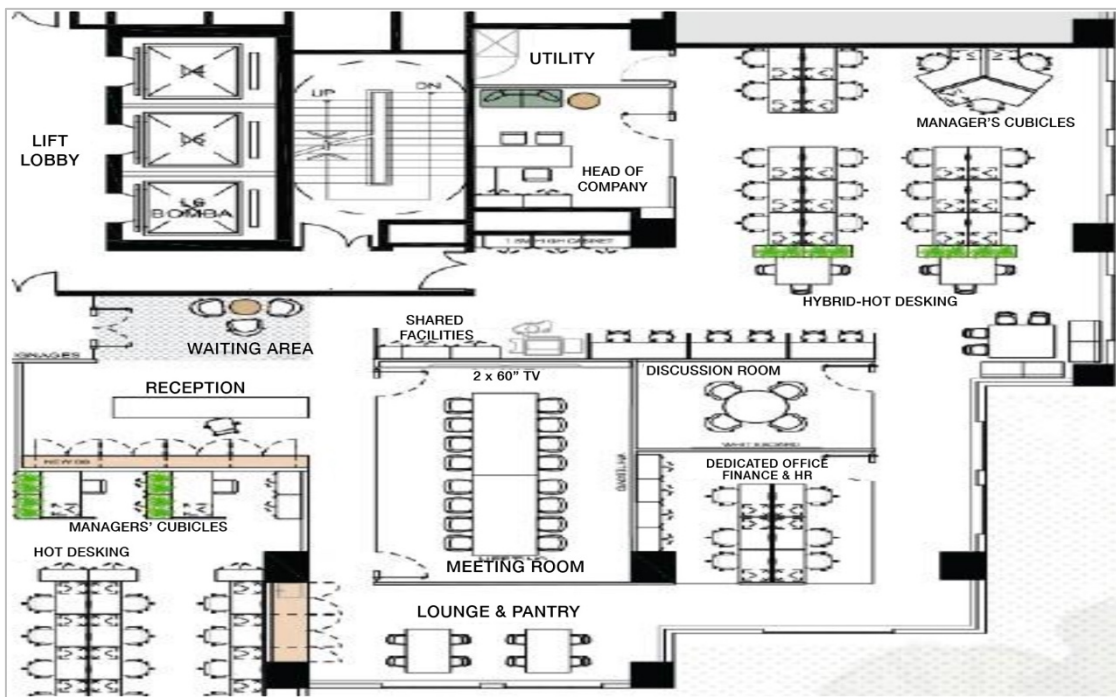 UTILITY
UP
DN
LIFT
LOBBY
BOMBA
HEAD OF
COMPANY
MANAGER'S CUBICLES
HYBRID-HOT DESKING
SHARED
FACILITIES
WAITING AREA
RECEPTION
2 x 60" TV
DISCUSSION ROOM
DEDICATED OFFICE
FINANCE & HR
MANAGERS' CUBICLES
HOT DESKING
MEETING ROOM
LOUNGE & PANTRY